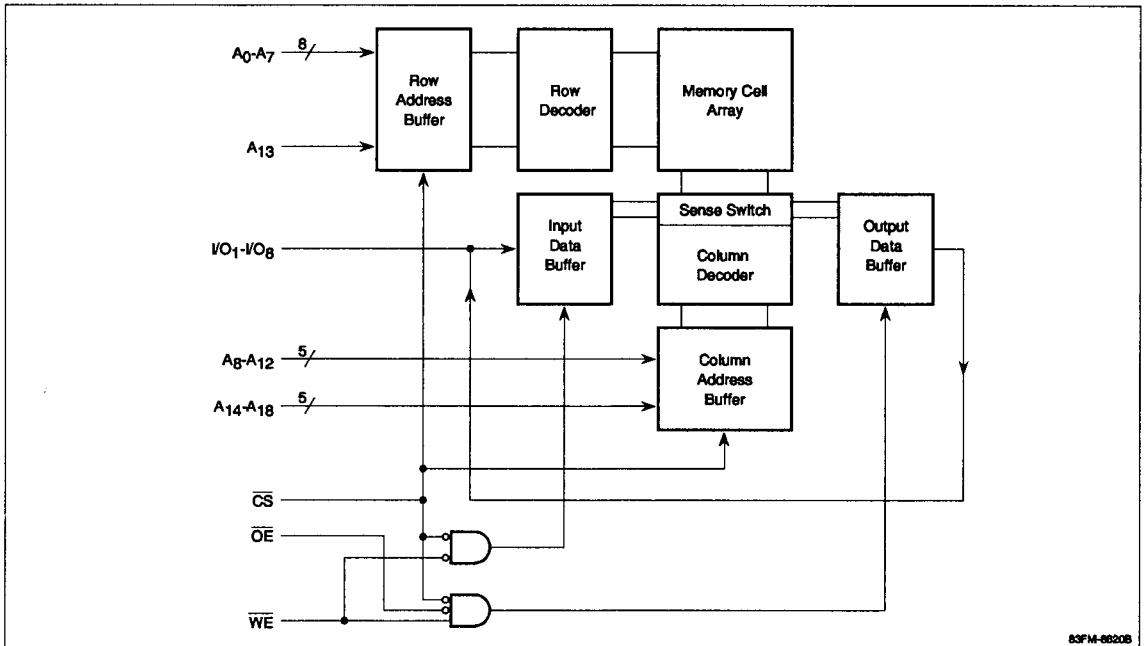 A0-A7
8
Row
Address
Buffer
Row
Decoder
Memory Cell
Array
A13
Sense Switch
Input
Data
Buffer
Output
Data
Buffer
I/O1-I/O8
Column
Decoder
A8-A12
5
Column
Address
Buffer
A14-A18
5
CS
OE
WE
83FM-8820B